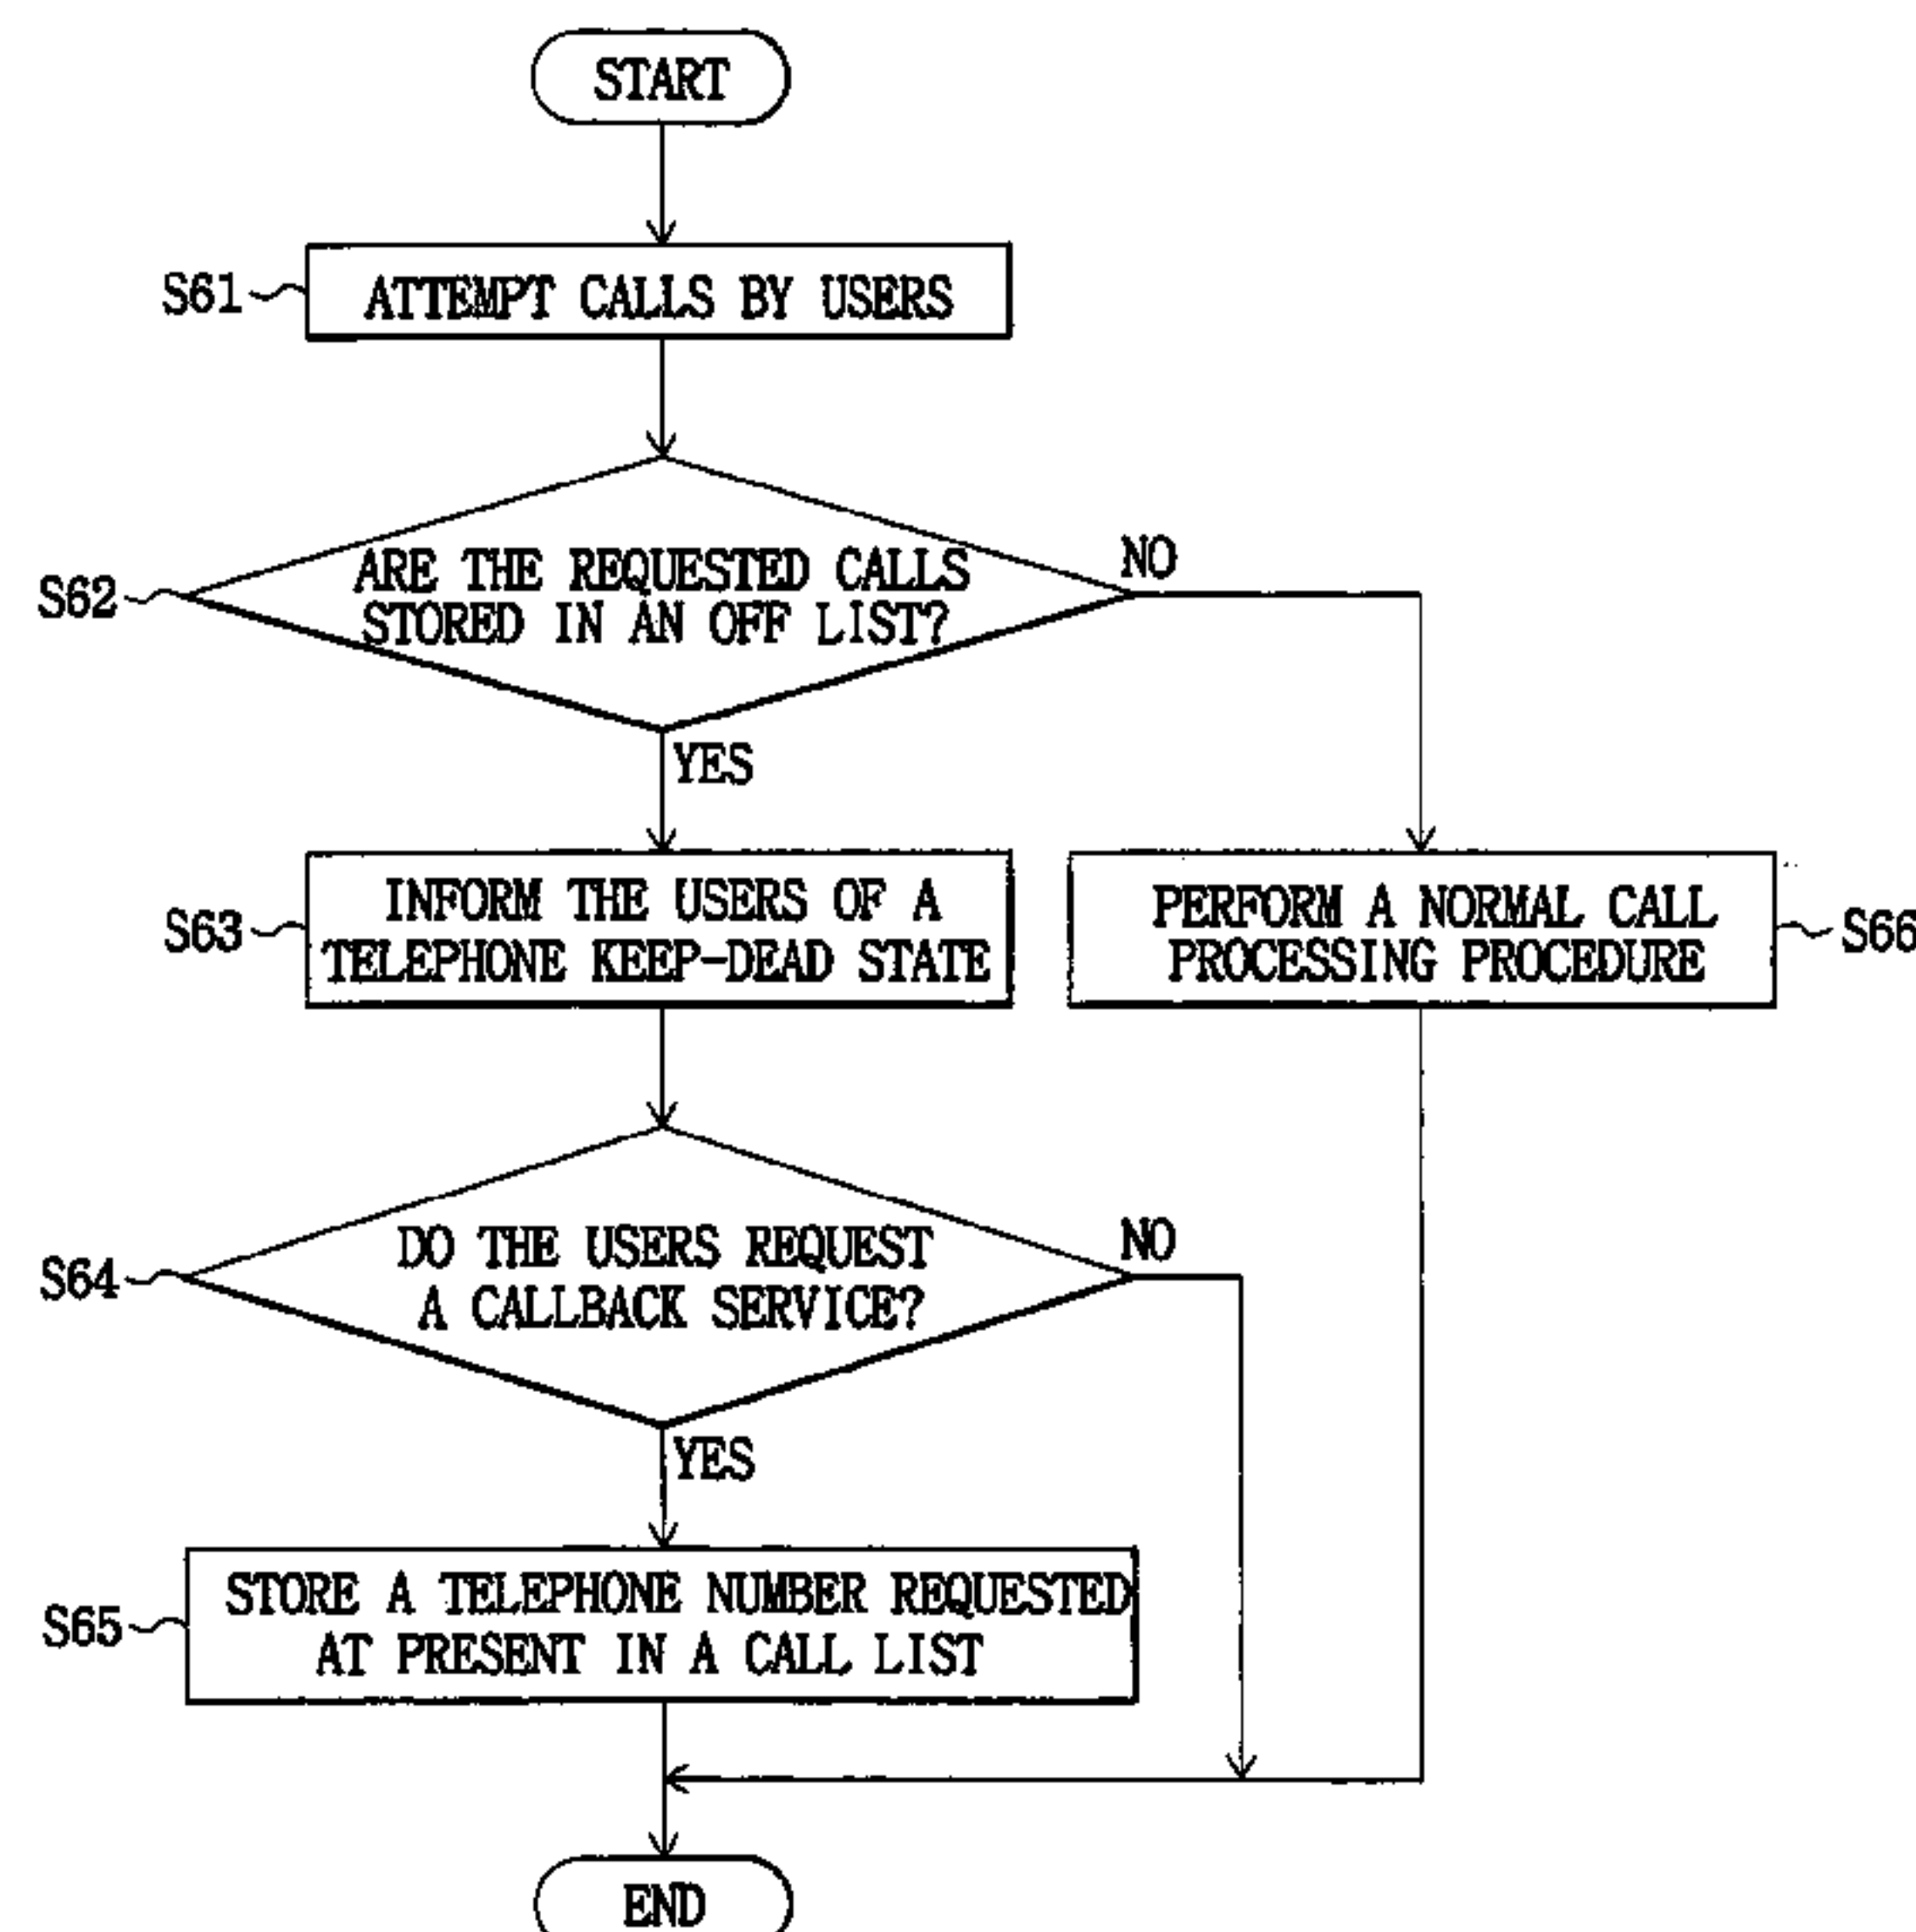 START
S61
ATTEMPT CALLS BY USERS
S62
ARE THE REQUESTED CALLS
STORED IN AN OFF LIST?
NO
YES
S63
INFORM THE USERS OF A
TELEPHONE KEEP-DEAD STATE
PERFORM A NORMAL CALL
PROCESSING PROCEDURE
S66
S64
DO THE USERS REQUEST
A CALLBACK SERVICE?
NO
YES
S65
STORE A TELEPHONE NUMBER REQUESTED
AT PRESENT IN A CALL LIST
END